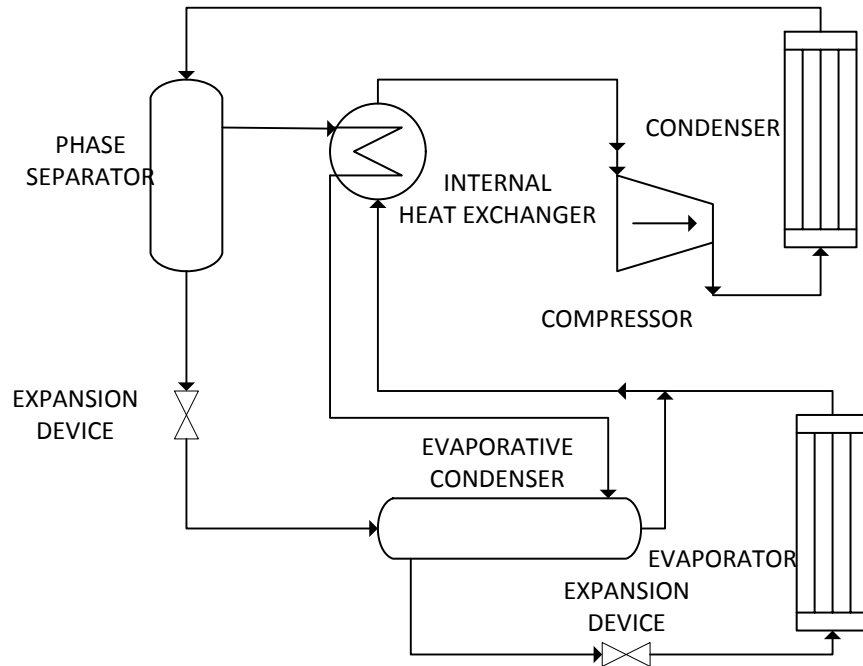 CONDENSER
PHASE
SEPARATOR
INTERNAL
HEAT EXCHANGER
COMPRESSOR
EXPANSION
DEVICE
EVAPORATIVE
CONDENSER
EVAPORATOR
EXPANSION
DEVICE